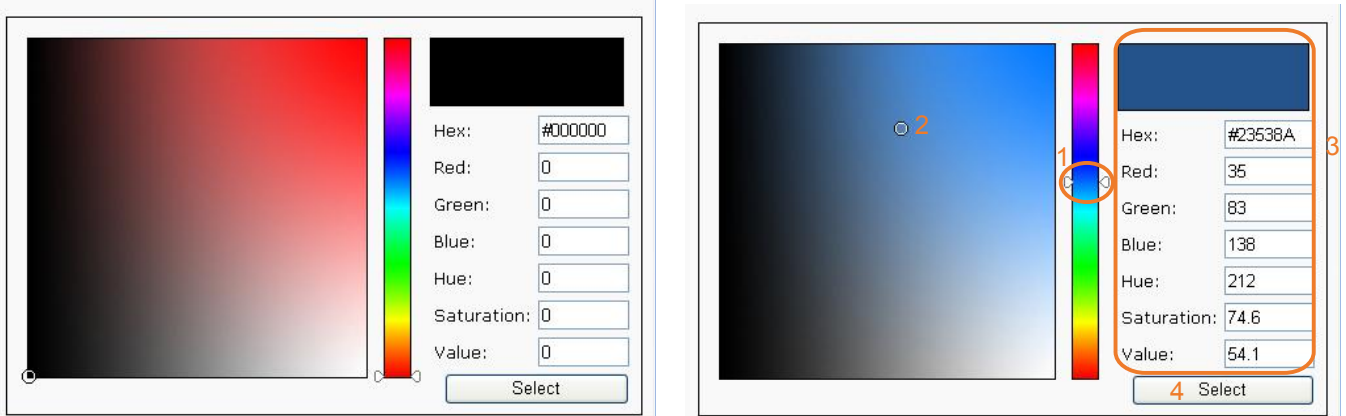 Hex: #000000
Red: 0
Green: 0
Blue: 0
Hue: 0
Saturation: 0
Value: 0
Select
2
1
3
Hex: #23538A
Red: 35
Green: 83
Blue: 138
Hue: 212
Saturation: 74.6
Value: 54.1
4 Select